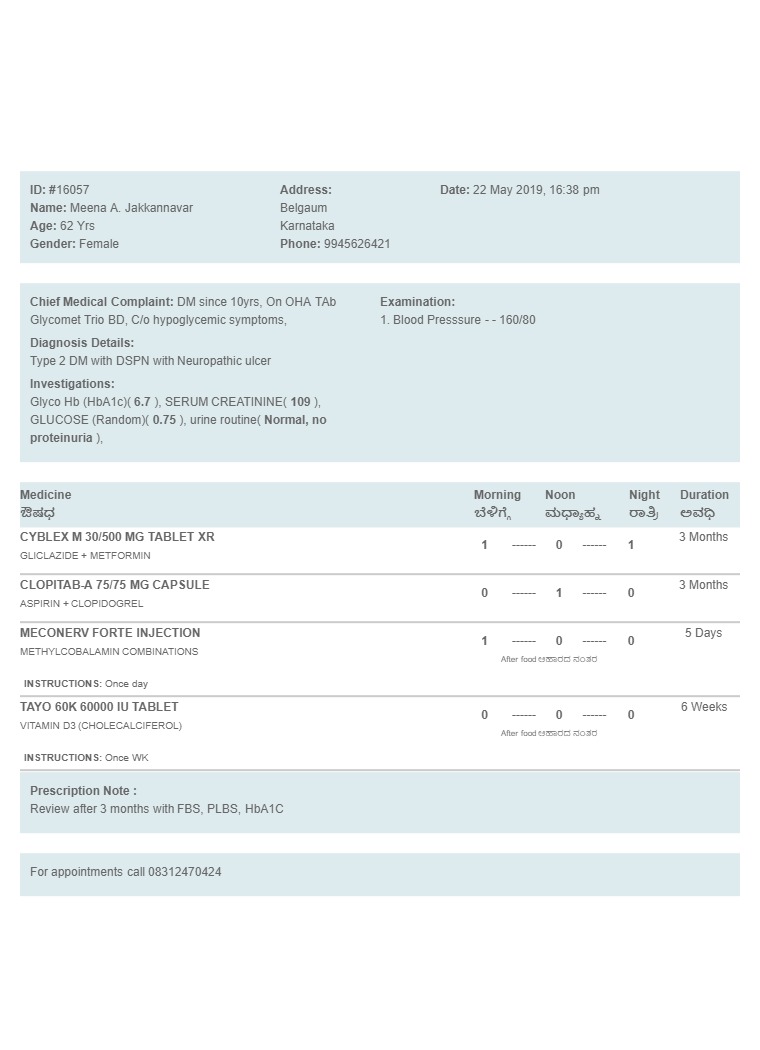 ID: #16057
Name: Meena A. Jakkannavar
Age: 62 Yrs
Gender: Female
Address:
Belgaum
Karnataka
Phone: 9945626421
Date: 22 May 2019, 16:38 pm
Chief Medical Complaint: DM since 10yrs, On OHA TAb
Glycomet Trio BD, C/o hypoglycemic symptoms,
Diagnosis Details:
Type 2 DM with DSPN with Neuropathic ulcer
Investigations:
Glyco Hb (HbA1c)( 6.7 ), SERUM CREATININE( 109 ),
GLUCOSE (Random)( 0.75 ), urine routine( Normal, no
proteinuria ),
Examination:
1. Blood Presssure - - 160/80
Medicine Morning Noon Night Duration
ಔಷಧ ಬೆಳಿಗ್ಗೆ ಮಧ್ಯಾಹ್ನ ರಾತ್ರಿ ಅವಧಿ
CYBLEX M 30/500 MG TABLET XR 1 ------ 0 ------ 1 3 Months
GLICLAZIDE + METFORMIN
CLOPITAB-A 75/75 MG CAPSULE 0 ------ 1 ------ 0 3 Months
ASPIRIN + CLOPIDOGREL
MECONERV FORTE INJECTION 1 ------ 0 ------ 0 5 Days
METHYLCOBALAMIN COMBINATIONS
After food ಆಹಾರದ ನಂತರ
INSTRUCTIONS: Once day
TAYO 60K 60000 IU TABLET 0 ------ 0 ------ 0 6 Weeks
VITAMIN D3 (CHOLECALCIFEROL)
After food ಆಹಾರದ ನಂತರ
INSTRUCTIONS: Once WK
Prescription Note :
Review after 3 months with FBS, PLBS, HbA1C
For appointments call 08312470424